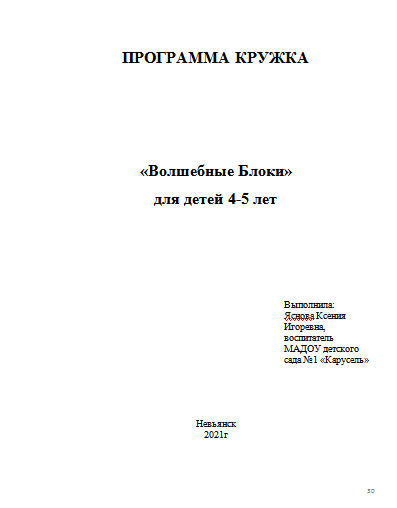 ПРОГРАММА КРУЖКА
«Волшебные Блоки»
для детей 4-5 лет
Выполнила:
Яснова Ксения
Игоревна,
воспитатель
МАДОУ детского
сада №1 «Карусель»
Невьянск
2021г
30